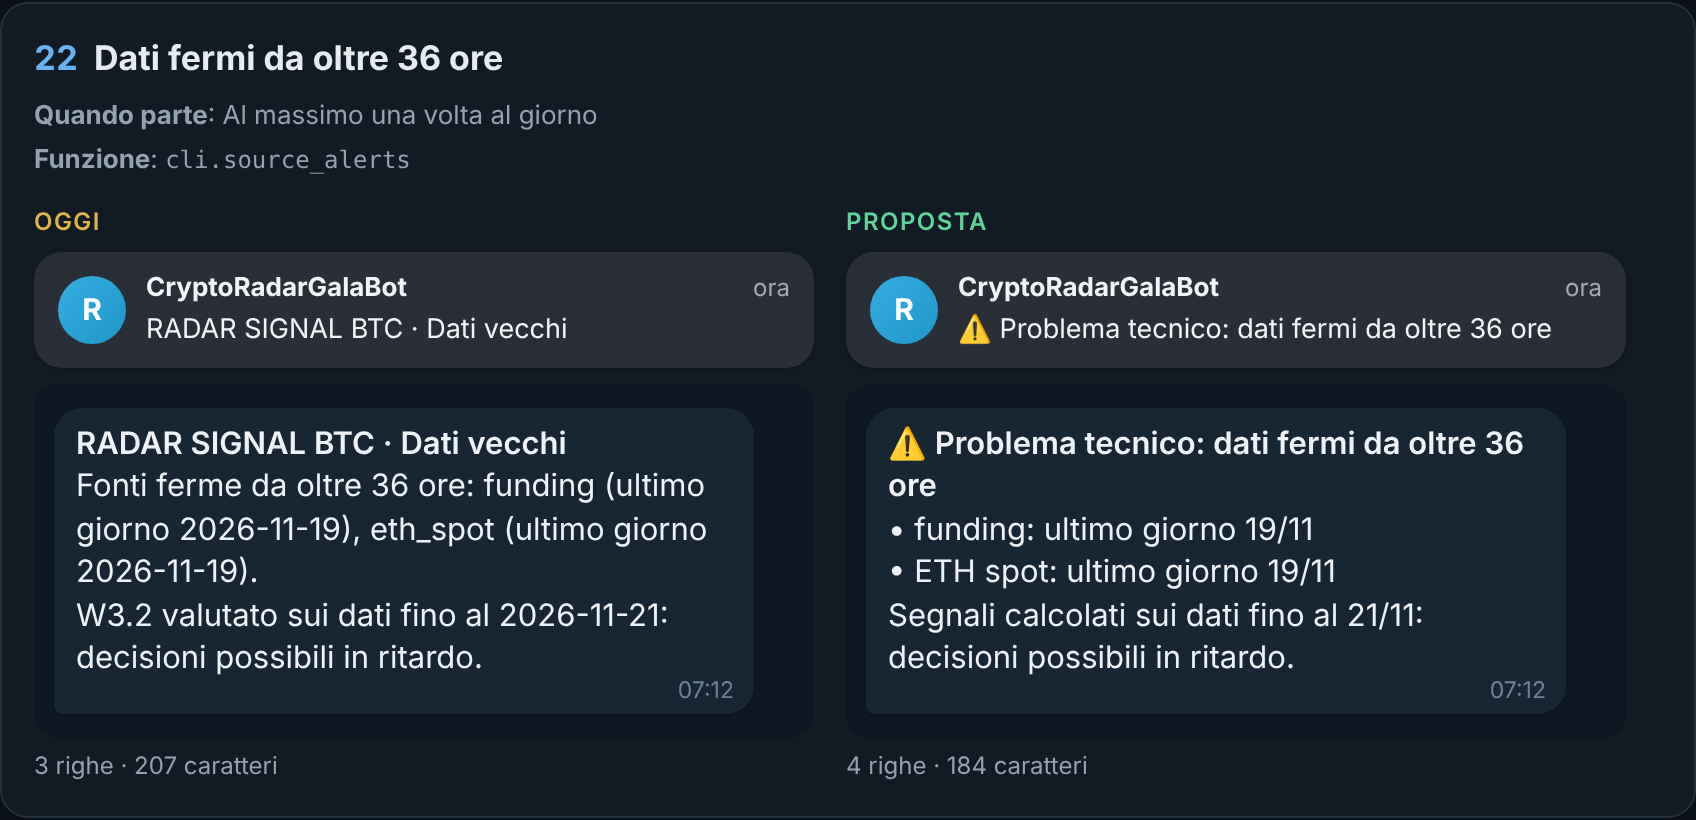 22 Dati fermi da oltre 36 ore
Quando parte: Al massimo una volta al giorno
Funzione: cli.source_alerts
OGGI
R
CryptoRadarGalaBot
ora
RADAR SIGNAL BTC · Dati vecchi
RADAR SIGNAL BTC · Dati vecchi
Fonti ferme da oltre 36 ore: funding (ultimo
giorno 2026-11-19), eth_spot (ultimo giorno
2026-11-19).
W3.2 valutato sui dati fino al 2026-11-21:
decisioni possibili in ritardo.
07:12
3 righe · 207 caratteri
PROPOSTA
R
CryptoRadarGalaBot
ora
⚠️ Problema tecnico: dati fermi da oltre 36 ore
⚠️ Problema tecnico: dati fermi da oltre 36
ore
• funding: ultimo giorno 19/11
• ETH spot: ultimo giorno 19/11
Segnali calcolati sui dati fino al 21/11:
decisioni possibili in ritardo.
07:12
4 righe · 184 caratteri